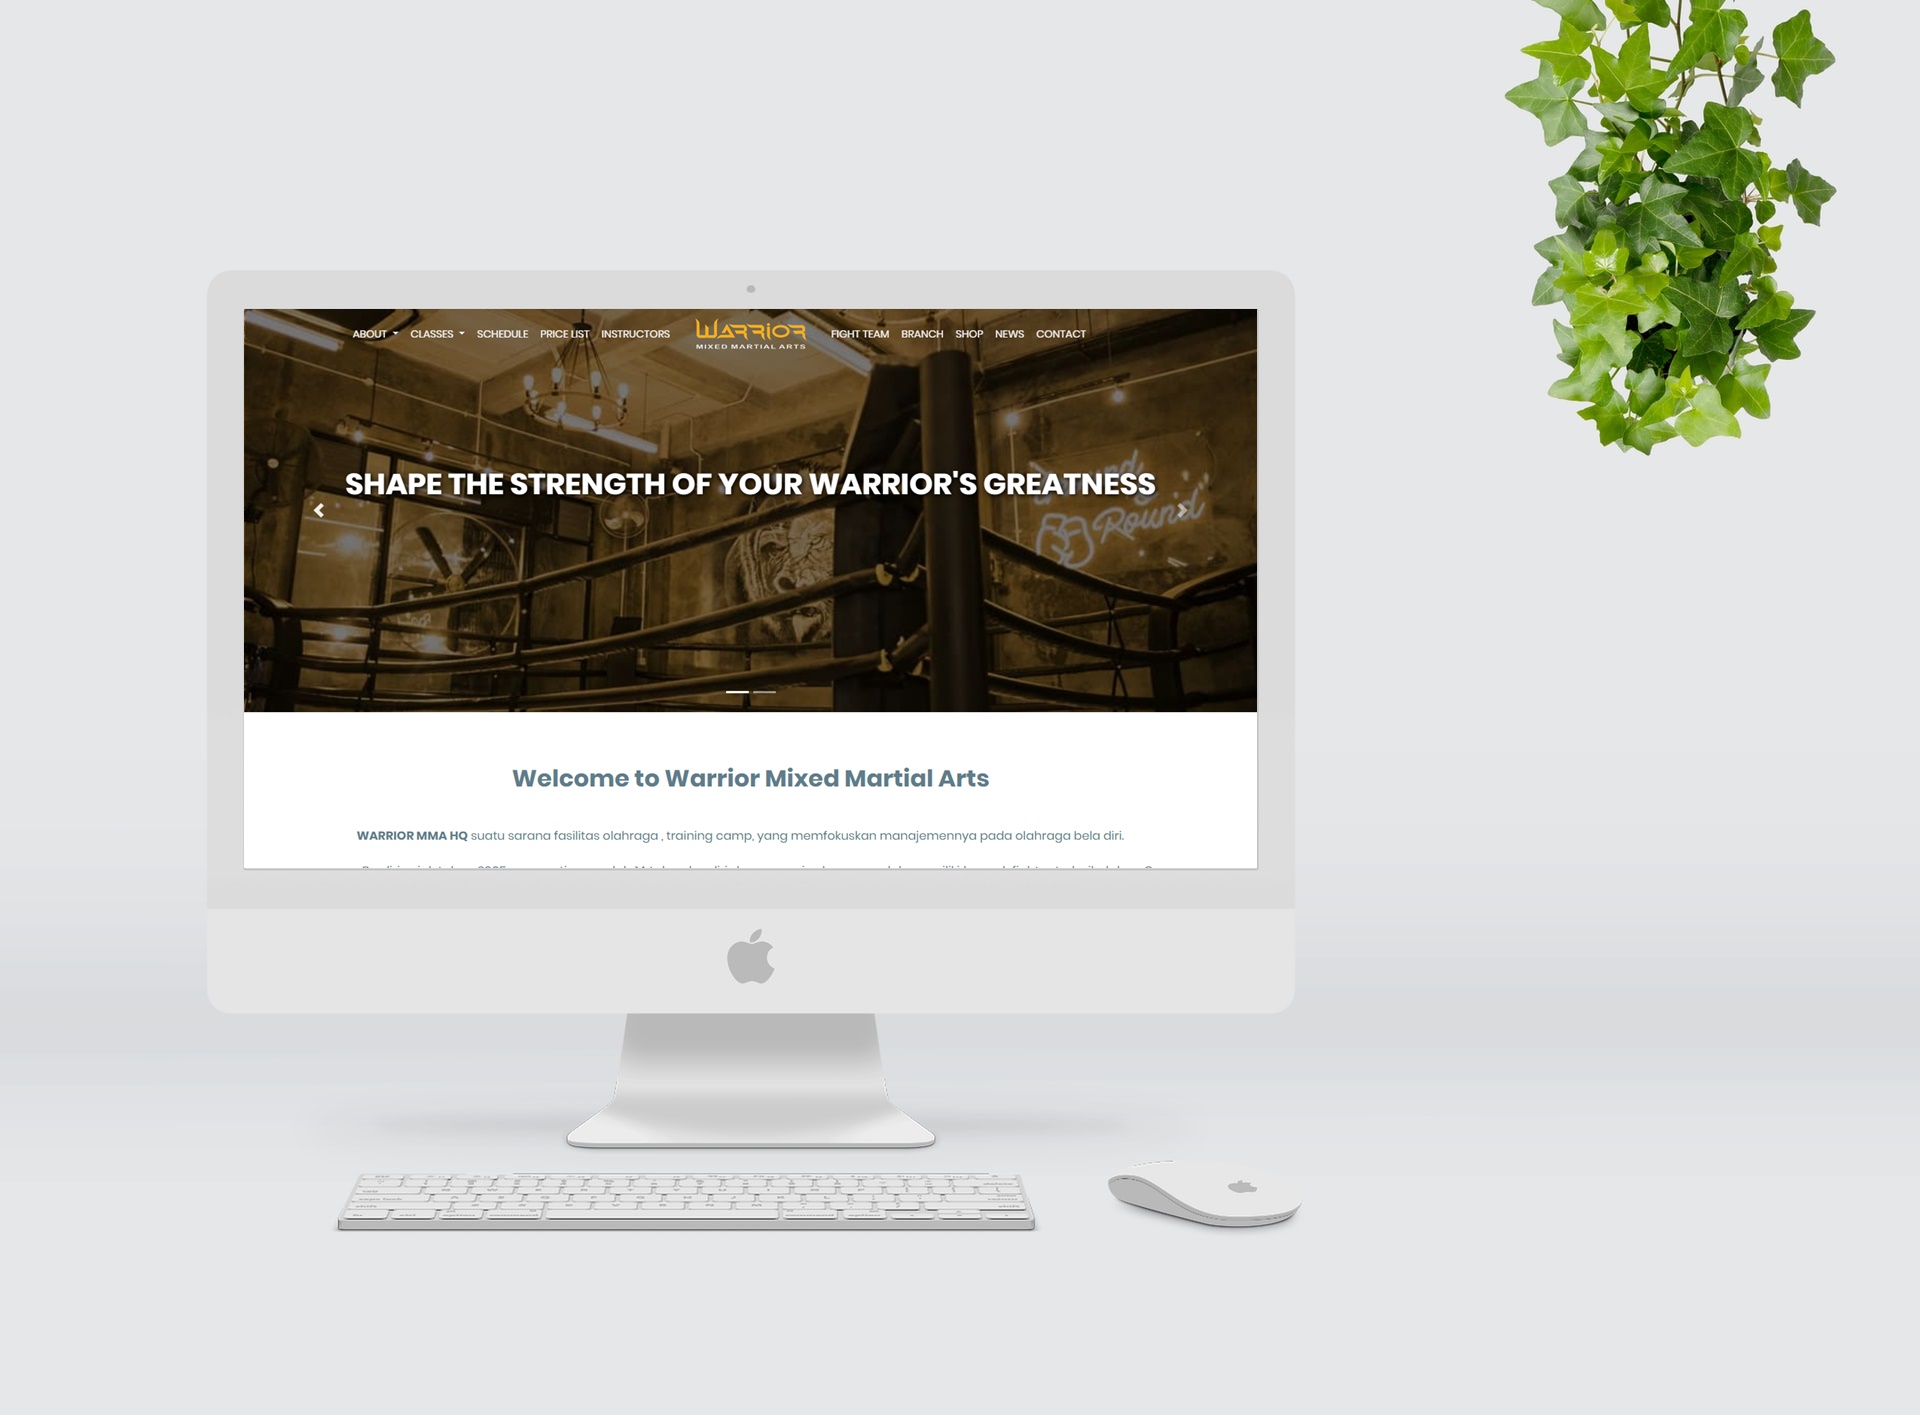 ABOUT CLASSES SCHEDULE PRICE LIST INSTRUCTORS WARRIOR FIGHT TEAM BRANCH SHOP NEWS CONTACT
MIXED MARTIAL ARTS
SHAPE THE STRENGTH OF YOUR WARRIOR'S GREATNESS
Round
Welcome to Warrior Mixed Martial Arts
WARRIOR MMA HQ suatu sarana fasilitas olahraga , training camp, yang memfokuskan manajemennya pada olahraga bela diri.